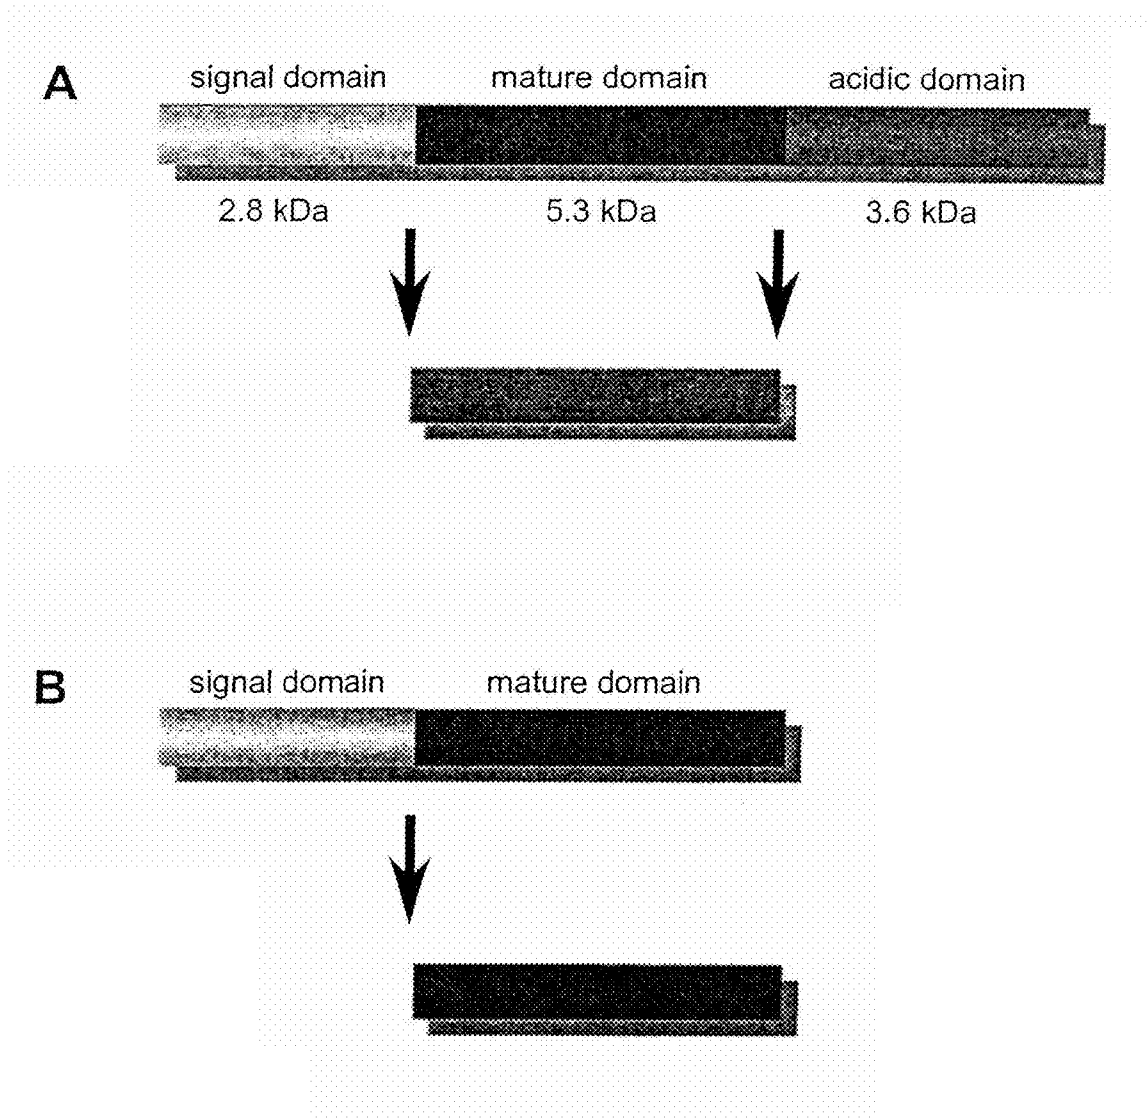 A
signal domain mature domain acidic domain
2.8 kDa 5.3 kDa 3.6 kDa
B
signal domain mature domain